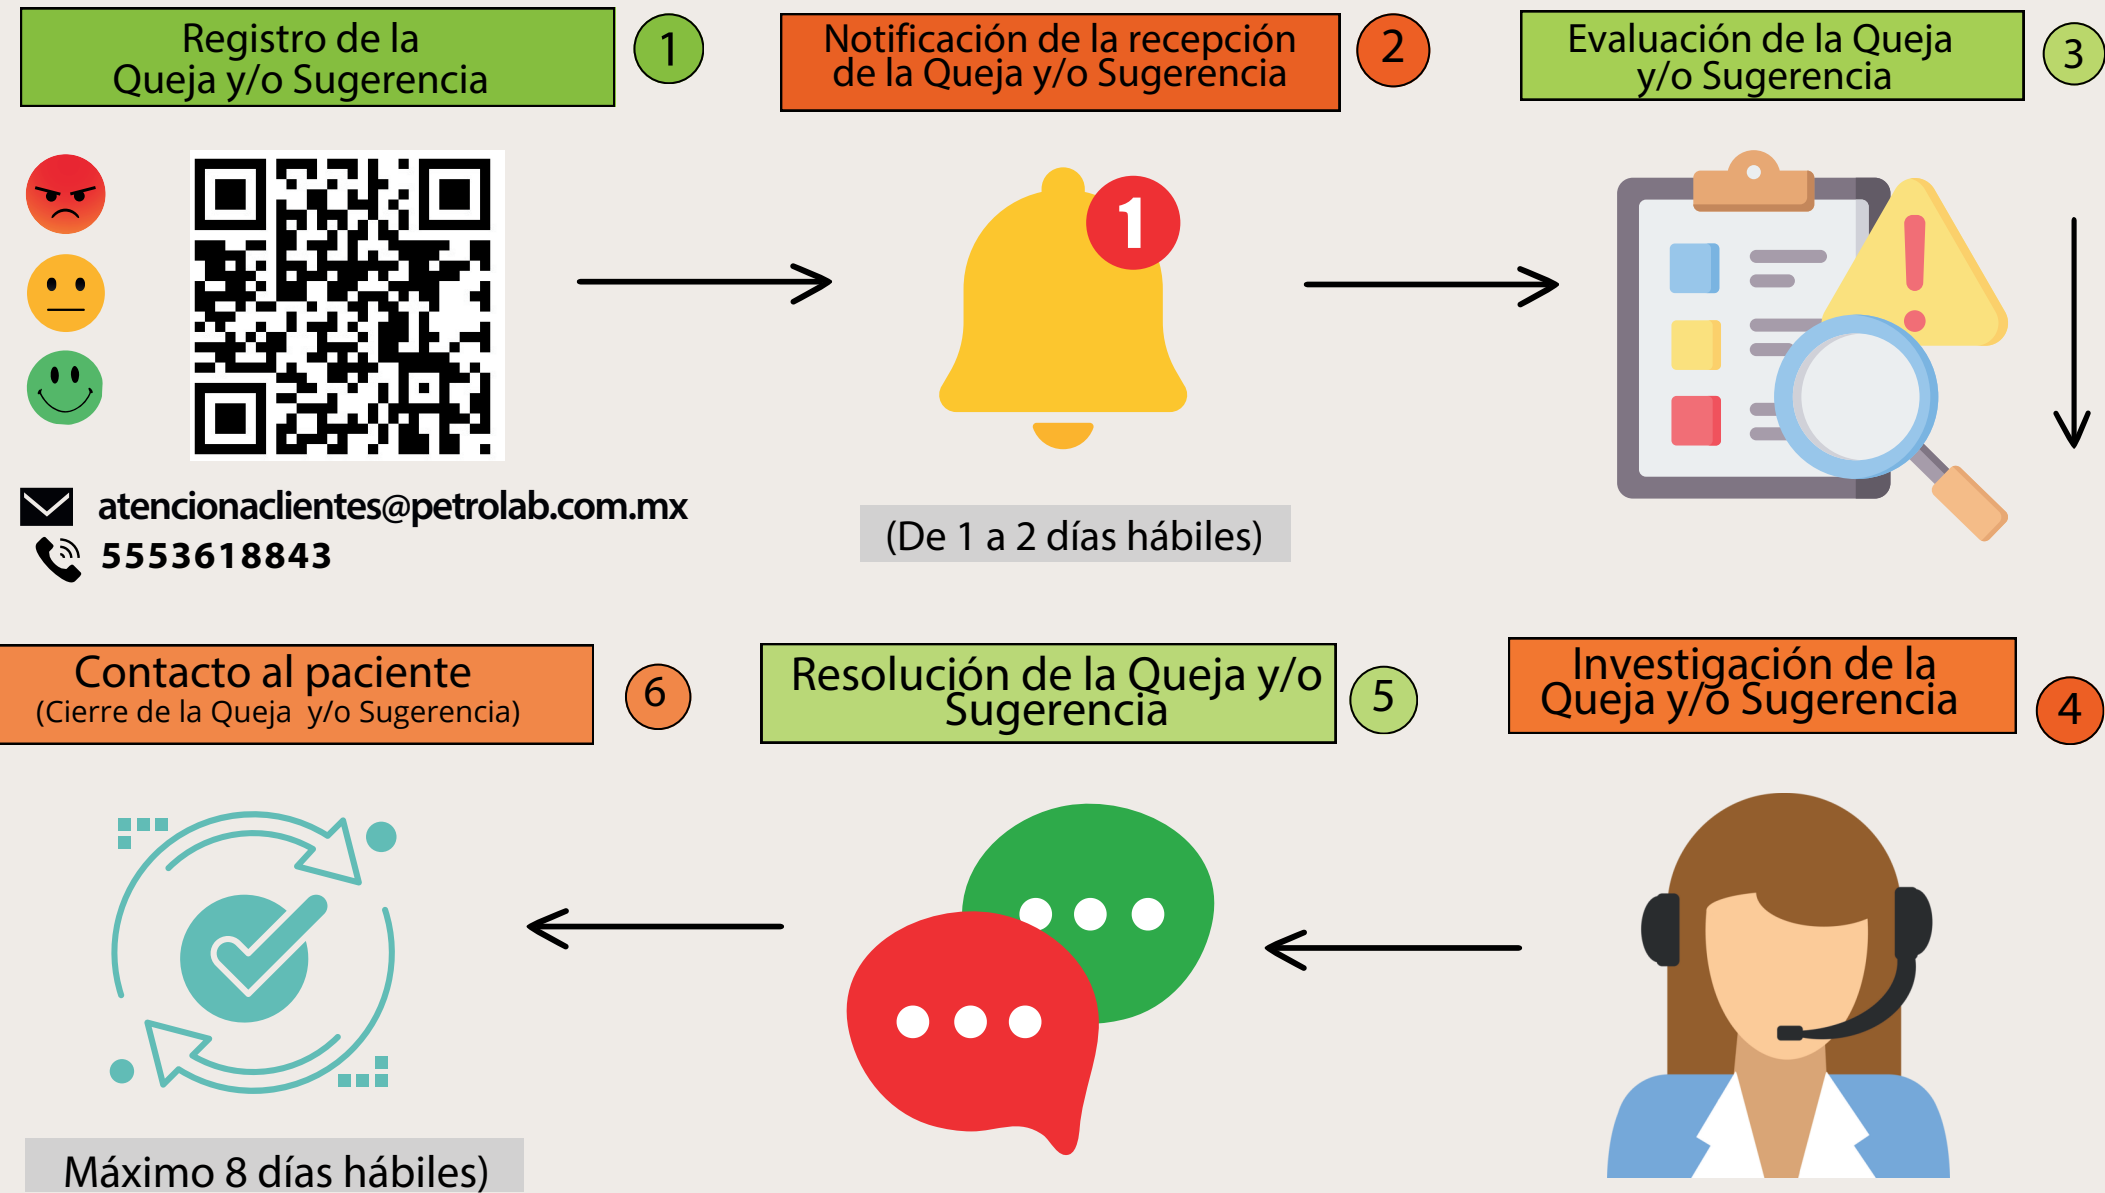 Registro de la
Queja y/o Sugerencia
1
Notificación de la recepción
de la Queja y/o Sugerencia
2
Evaluación de la Queja
y/o Sugerencia
3
1
atencionaclientes@petrolab.com.mx
5553618843
(De 1 a 2 días hábiles)
Contacto al paciente
(Cierre de la Queja y/o Sugerencia)
6
Resolución de la Queja y/o
Sugerencia
5
Investigación de la
Queja y/o Sugerencia
4
Máximo 8 días hábiles)